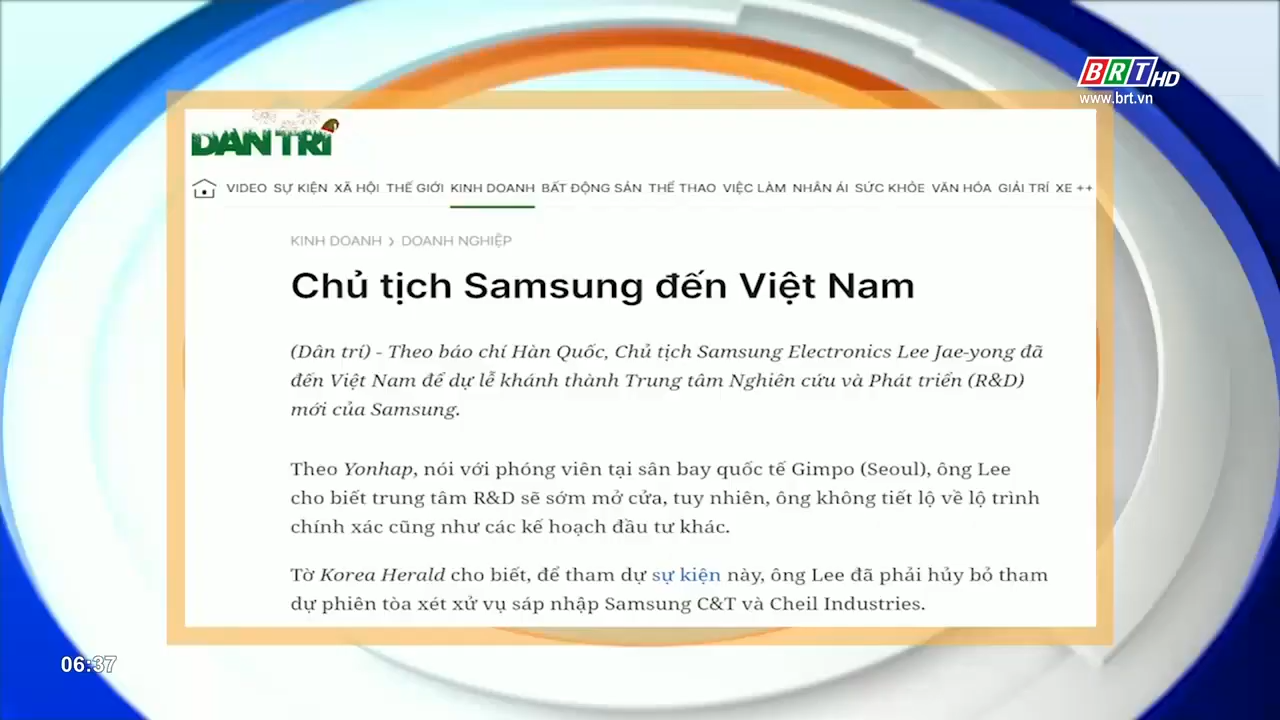 BRT HD
www.brt.vn
DÂN TRÍ
VIDEO SỰ KIỆN XÃ HỘI THẾ GIỚI KINH DOANH BẤT ĐỘNG SẢN THỂ THAO VIỆC LÀM NHÂN ÁI SỨC KHỎE VĂN HÓA GIẢI TRÍ XE ++
KINH DOANH › DOANH NGHIỆP
Chủ tịch Samsung đến Việt Nam
(Dân trí) - Theo báo chí Hàn Quốc, Chủ tịch Samsung Electronics Lee Jae-yong đã
đến Việt Nam để dự lễ khánh thành Trung tâm Nghiên cứu và Phát triển (R&D)
mới của Samsung.
Theo Yonhap, nói với phóng viên tại sân bay quốc tế Gimpo (Seoul), ông Lee
cho biết trung tâm R&D sẽ sớm mở cửa, tuy nhiên, ông không tiết lộ về lộ trình
chính xác cũng như các kế hoạch đầu tư khác.
Tờ Korea Herald cho biết, để tham dự sự kiện này, ông Lee đã phải hủy bỏ tham
dự phiên tòa xét xử vụ sáp nhập Samsung C&T và Cheil Industries.
06:37